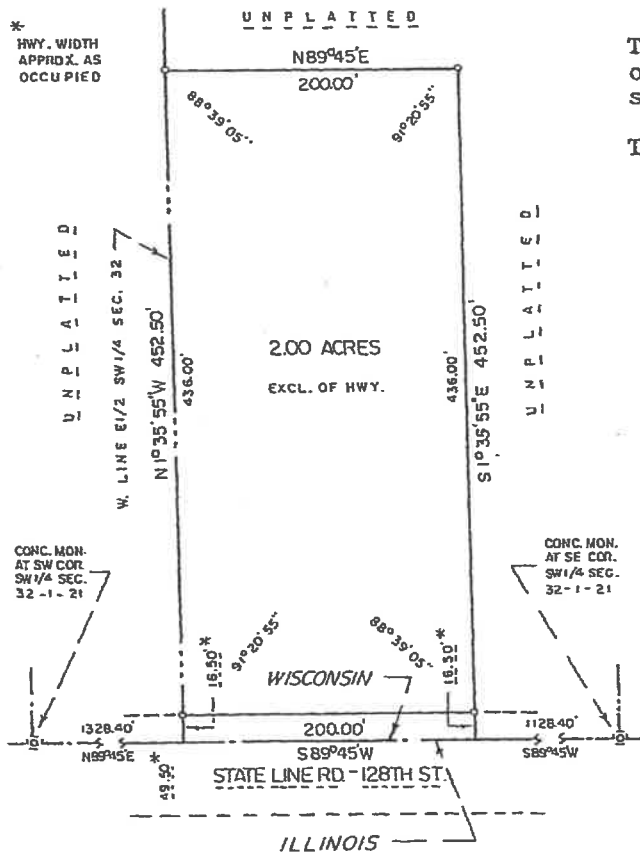 UNPLATTED
*
HWY. WIDTH
APPROX. AS
OCCUPIED
N89°45'E
200.00'
T
o
s
T
88°39'05"
91°20'55"
UNPLATTED
W. LINE E1/2 SW1/4 SEC. 32
N1°35'55"W 452.50'
436.00'
2.00 ACRES
EXCL. OF HWY.
436.00'
S1°35'55"E 452.50'
UNPLATTED
CONC. MON.
AT SW COR.
SW1/4 SEC.
32-1-21
CONC. MON.
AT SE COR.
SW1/4 SEC.
32-1-21
16.50'*
91°20'55"
88°39'05"
16.50'*
WISCONSIN
1328.40'
200.00'
1128.40'
N89°45'E
S89°45'W
S89°45'W
49.50'*
STATE LINE RD.-128TH ST.
ILLINOIS